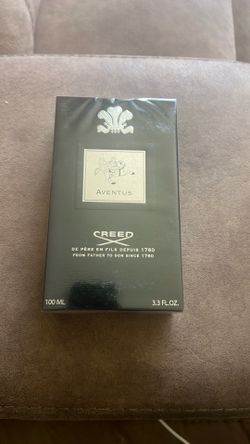 AVENTUS
CREED
DE PÈRE EN FILS DEPUIS 1760
FROM FATHER TO SON SINCE 1760
100 ML 3.3 FL.OZ.